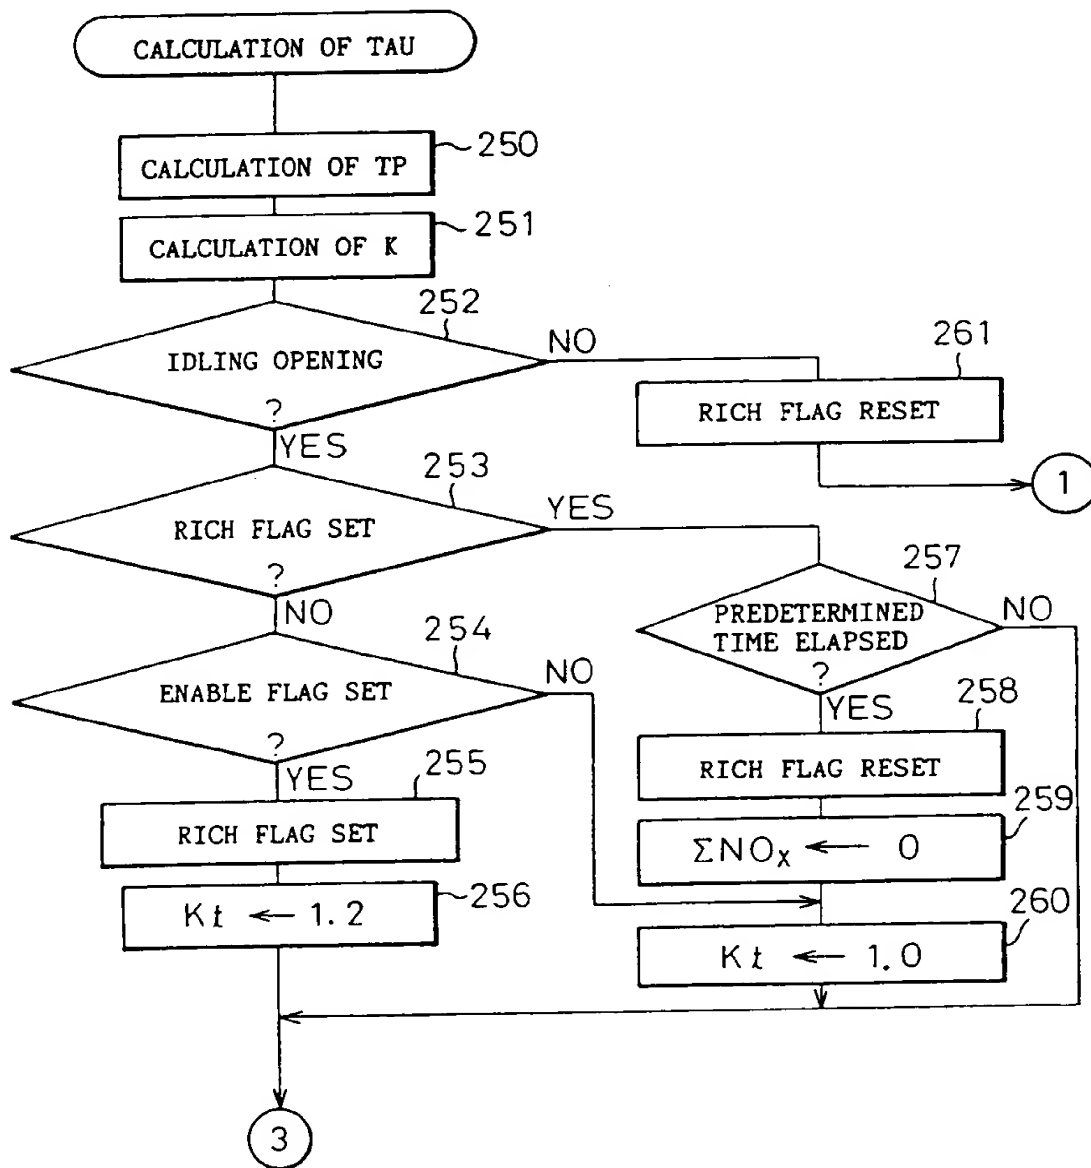 CALCULATION OF TAU
CALCULATION OF TP
250
CALCULATION OF K
251
252
IDLING OPENING
?
NO
YES
261
RICH FLAG RESET
1
253
RICH FLAG SET
?
YES
NO
257
PREDETERMINED
TIME ELAPSED
?
NO
YES
254
ENABLE FLAG SET
?
NO
YES
258
RICH FLAG RESET
255
RICH FLAG SET
259
ΣNOx ← 0
256
Kt ← 1.2
260
Kt ← 1.0
3